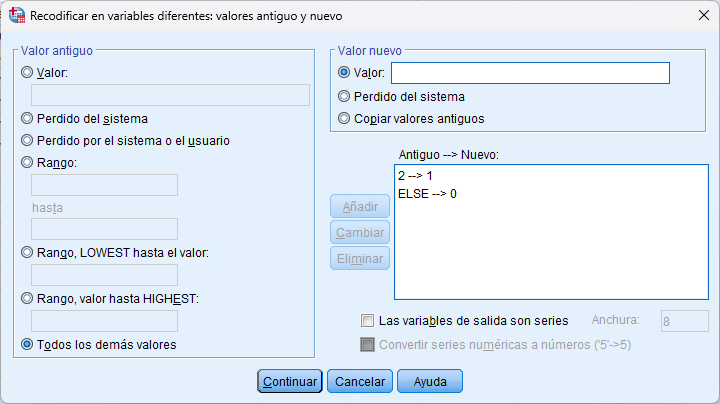 Recodificar en variables diferentes: valores antiguo y nuevo
Valor antiguo
Valor:
Perdido del sistema
Perdido por el sistema o el usuario
Rango:
hasta
Rango, LOWEST hasta el valor:
Rango, valor hasta HIGHEST:
Todos los demás valores
Valor nuevo
Valor:
Perdido del sistema
Copiar valores antiguos
Antiguo --> Nuevo:
2 --> 1
ELSE --> 0
Añadir
Cambiar
Eliminar
Las variables de salida son series Anchura: 8
Convertir series numéricas a números ('5'->5)
Continuar Cancelar Ayuda